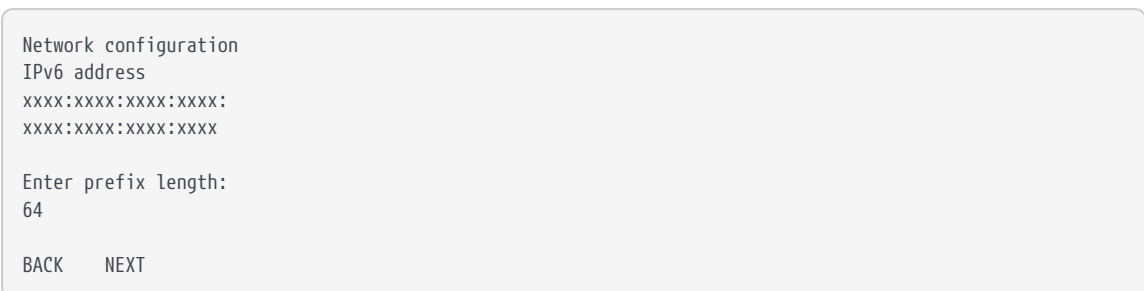 Network configuration
IPv6 address
xxxx:xxxx:xxxx:xxxx:
xxxx:xxxx:xxxx:xxxx
Enter prefix length:
64
BACK    NEXT